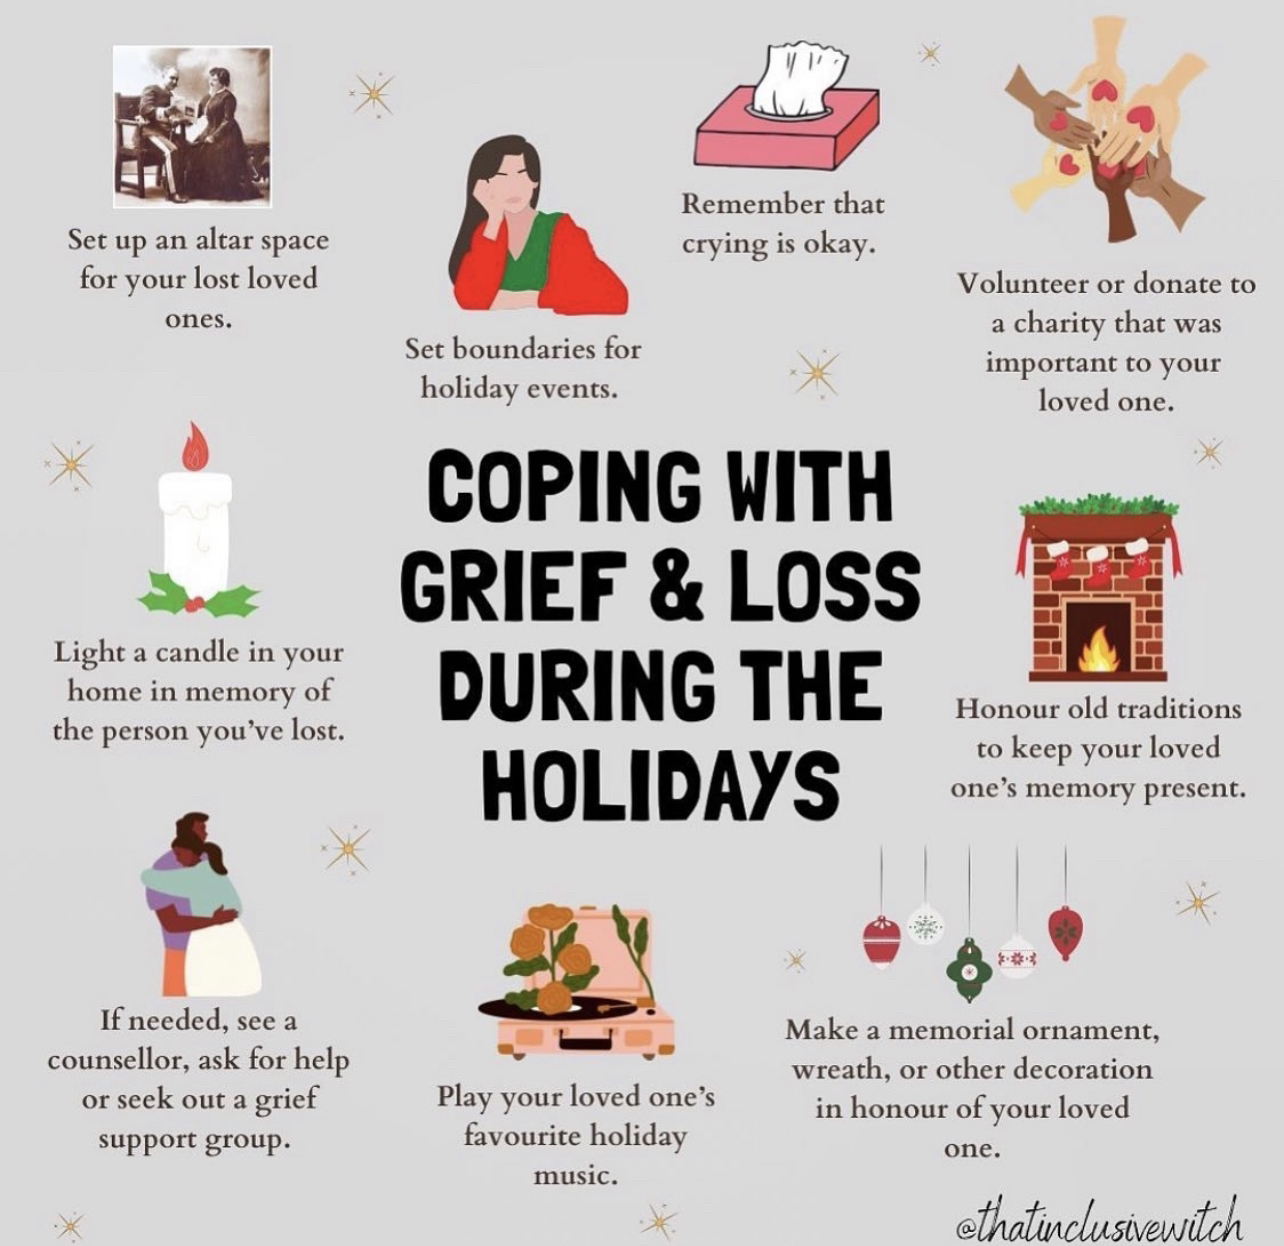 Set up an altar space
for your lost loved
ones.
Set boundaries for
holiday events.
Remember that
crying is okay.
Volunteer or donate to
a charity that was
important to your
loved one.
Light a candle in your
home in memory of
the person you've lost.
COPING WITH
GRIEF & LOSS
DURING THE
HOLIDAYS
Honour old traditions
to keep your loved
one's memory present.
If needed, see a
counsellor, ask for help
or seek out a grief
support group.
Play your loved one's
favourite holiday
music.
Make a memorial ornament,
wreath, or other decoration
in honour of your loved
one.
@thatinclusivewitch